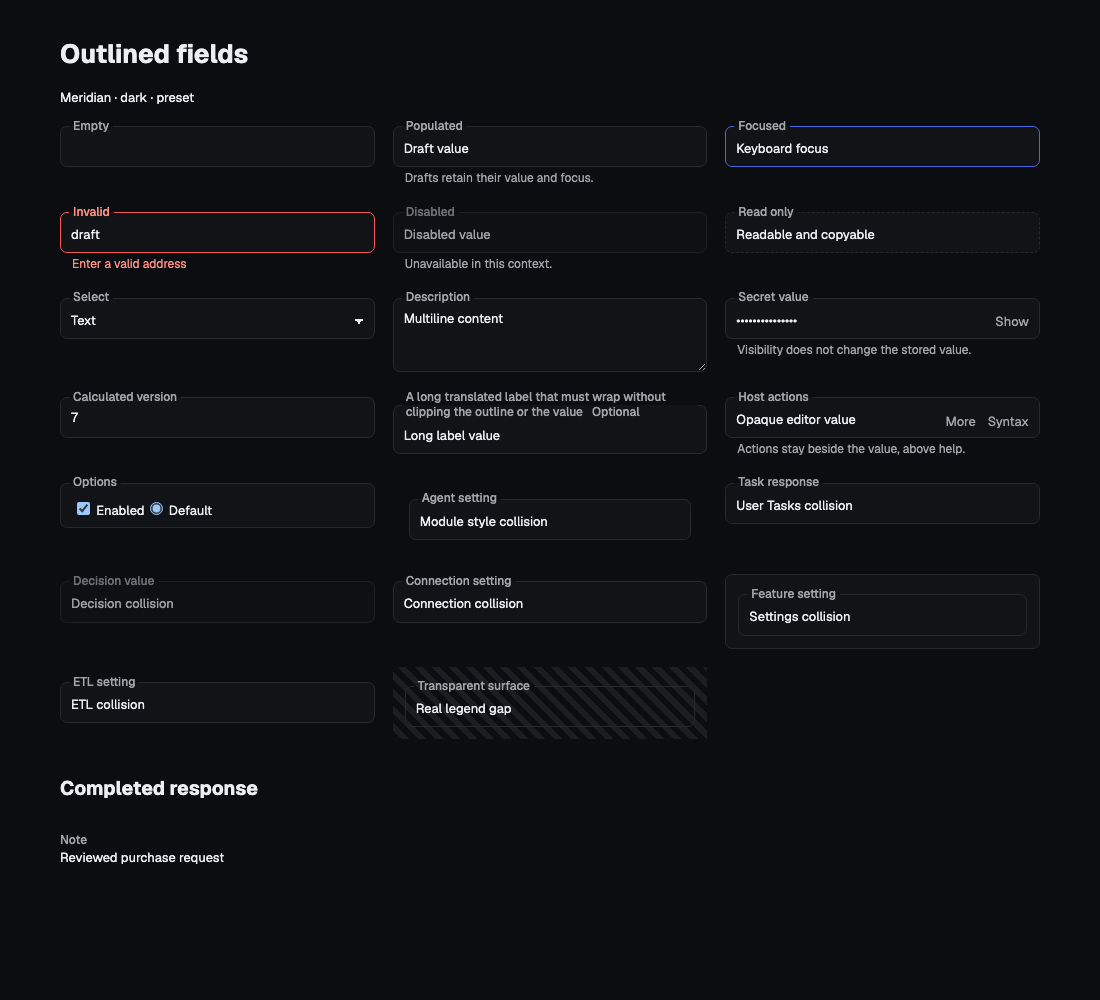 Outlined fields
Meridian · dark · preset
Empty
Populated
Draft value
Drafts retain their value and focus.
Focused
Keyboard focus
Invalid
draft
Enter a valid address
Disabled
Disabled value
Unavailable in this context.
Read only
Readable and copyable
Select
Text
Description
Multiline content
Secret value
•••••••••••••••
Show
Visibility does not change the stored value.
Calculated version
7
A long translated label that must wrap without
clipping the outline or the value Optional
Long label value
Host actions
Opaque editor value More Syntax
Actions stay beside the value, above help.
Options
Enabled Default
Agent setting
Module style collision
Task response
User Tasks collision
Decision value
Decision collision
Connection setting
Connection collision
Feature setting
Settings collision
ETL setting
ETL collision
Transparent surface
Real legend gap
Completed response
Note
Reviewed purchase request